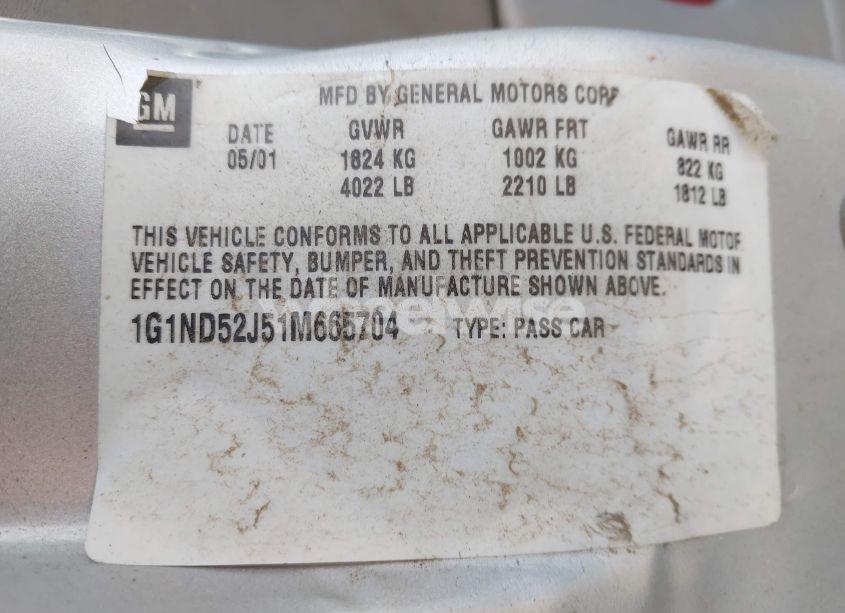 GM
MFD BY GENERAL MOTORS CORP
DATE GVWR GAWR FRT GAWR RR
05/01 1824 KG 1002 KG 822 KG
4022 LB 2210 LB 1812 LB
THIS VEHICLE CONFORMS TO ALL APPLICABLE U.S. FEDERAL MOTOR
VEHICLE SAFETY, BUMPER, AND THEFT PREVENTION STANDARDS IN
EFFECT ON THE DATE OF MANUFACTURE SHOWN ABOVE.
1G1ND52J51M665704 TYPE: PASS CAR